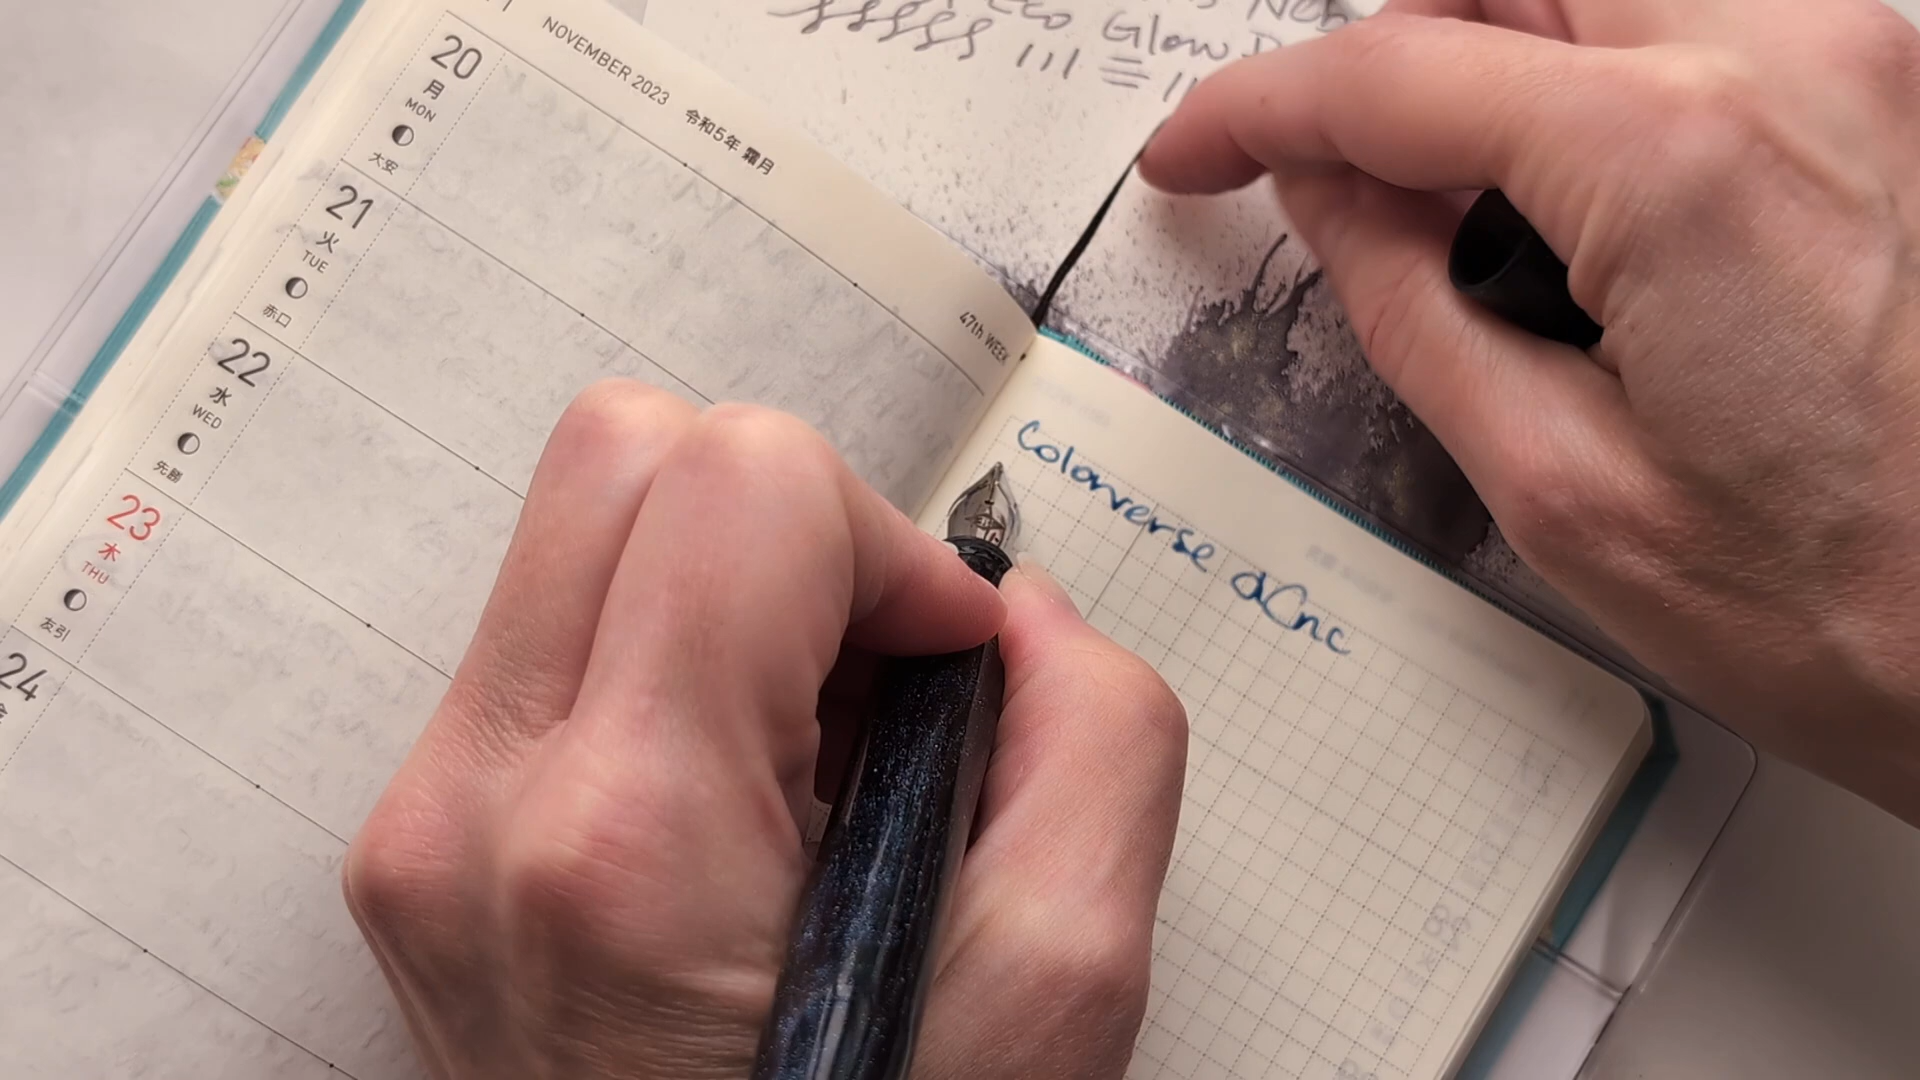 Glow
NOVEMBER 2023 令和5年 霜月
47th WEEK
20
月
MON
大安
21
火
TUE
赤口
22
水
WED
先勝
23
木
THU
友引
24
Colorverse αCnc